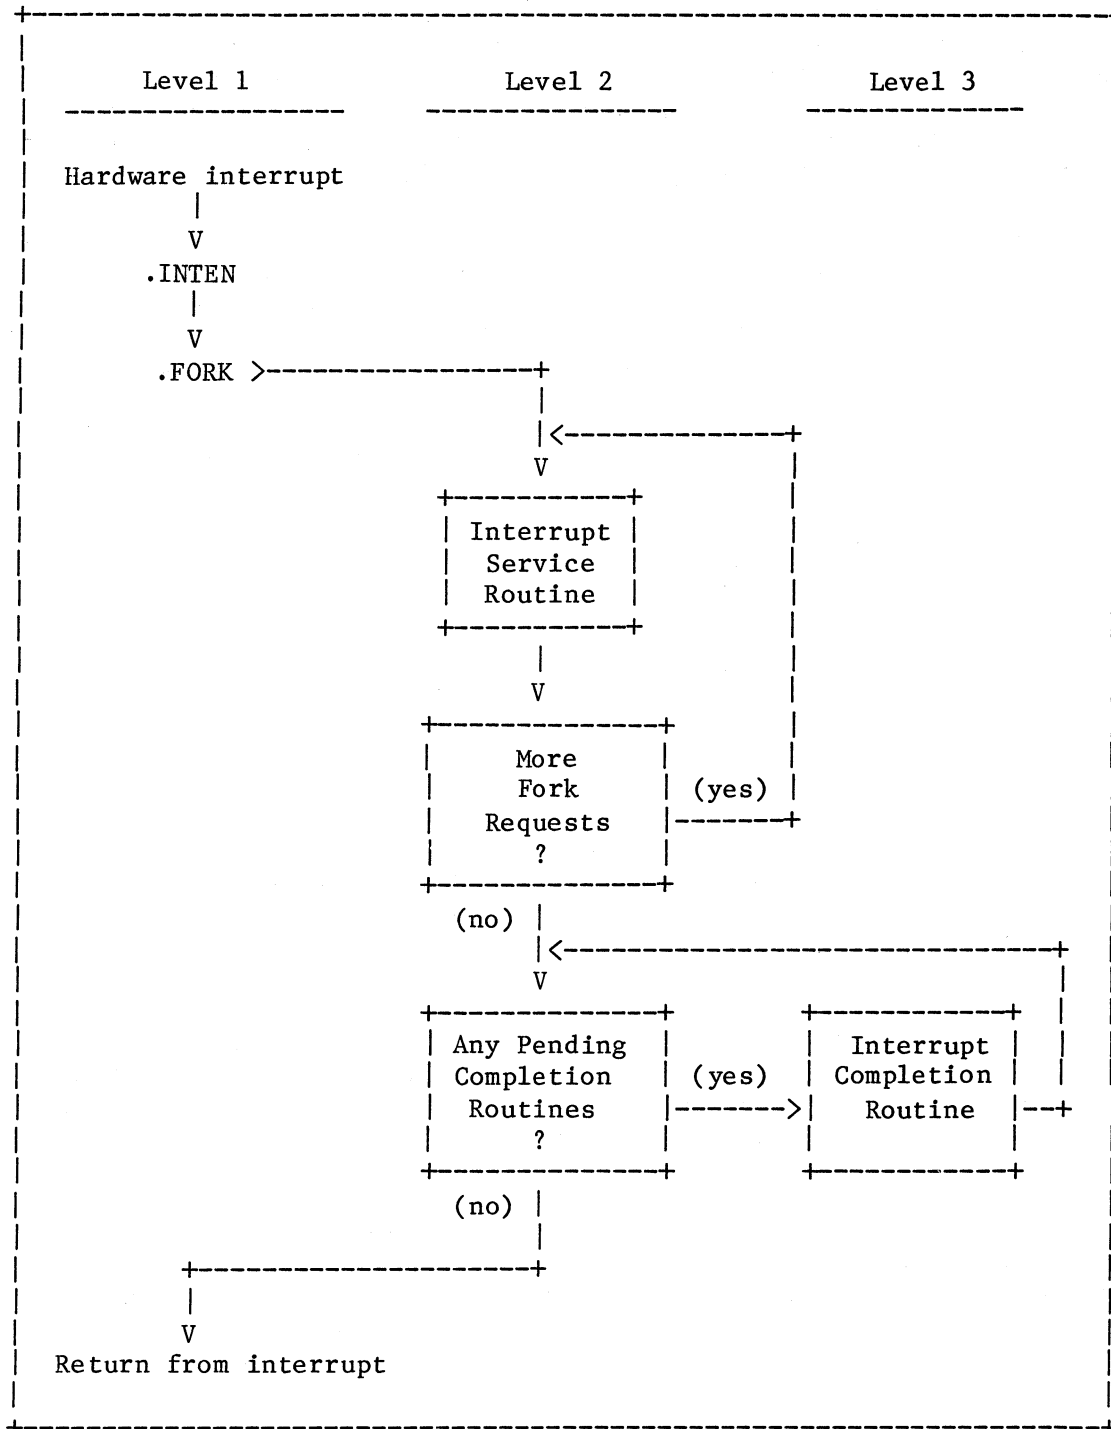 Level 1 Level 2 Level 3
Hardware interrupt
.INTEN
.FORK
Interrupt
Service
Routine
More
Fork
Requests
?
(yes)
(no)
Any Pending
Completion
Routines
?
(yes)
Interrupt
Completion
Routine
(no)
Return from interrupt